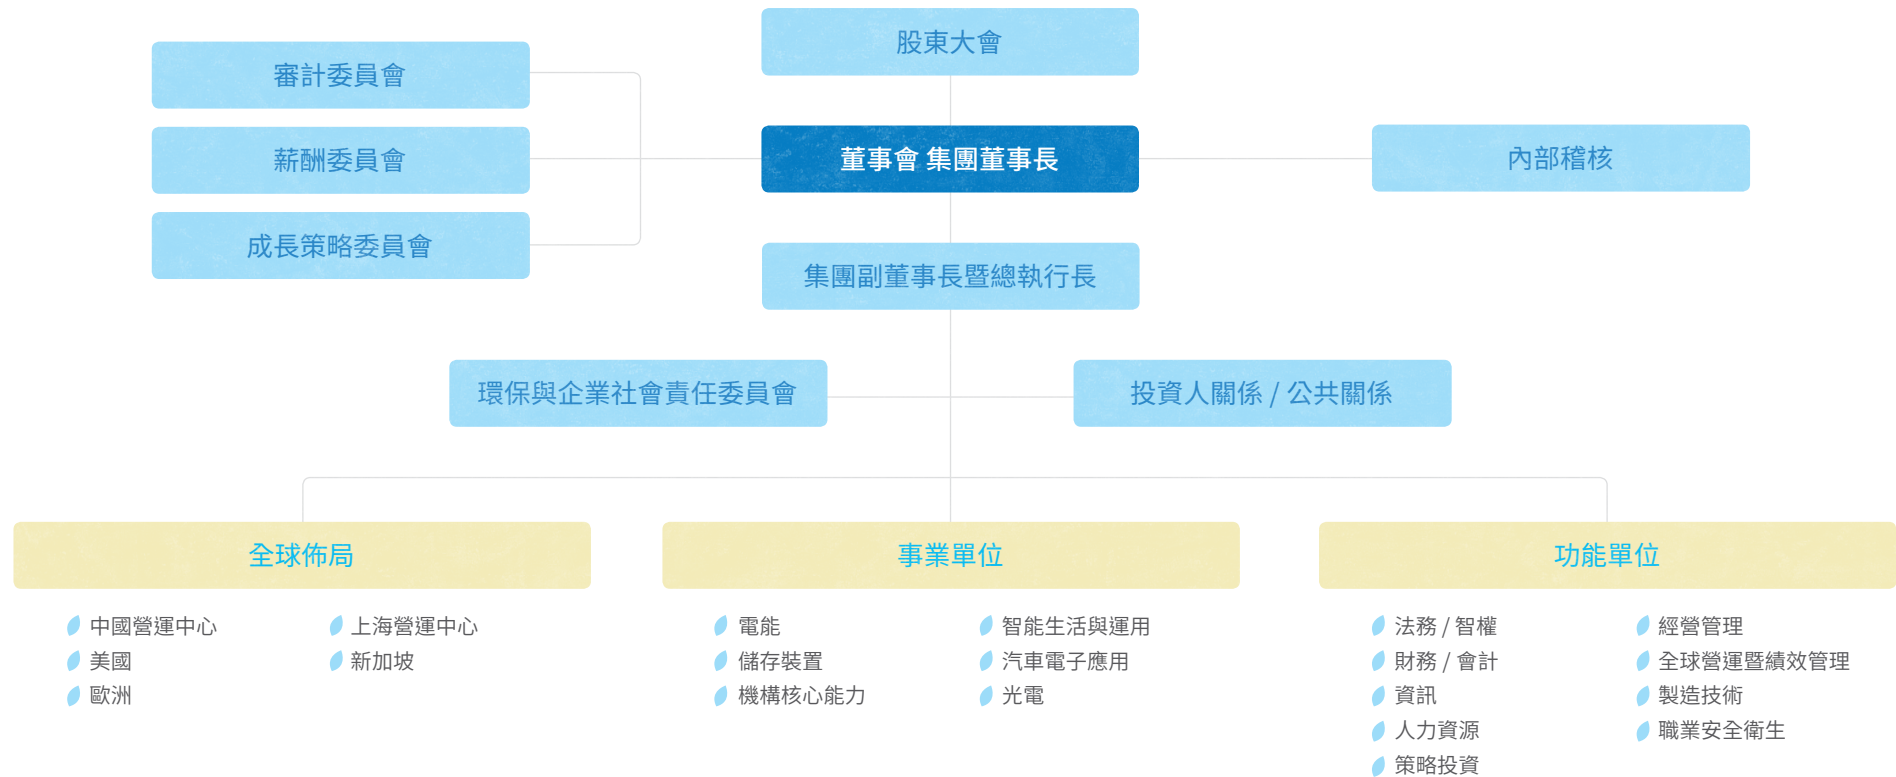 股東大會
審計委員會
薪酬委員會
成長策略委員會
董事會 集團董事長
內部稽核
集團副董事長暨總執行長
環保與企業社會責任委員會
投資人關係 / 公共關係
全球佈局
中國營運中心
美國
歐洲
上海營運中心
新加坡
事業單位
電能
儲存裝置
機構核心能力
智能生活與運用
汽車電子應用
光電
功能單位
法務 / 智權
財務 / 會計
資訊
人力資源
策略投資
經營管理
全球營運暨績效管理
製造技術
職業安全衛生